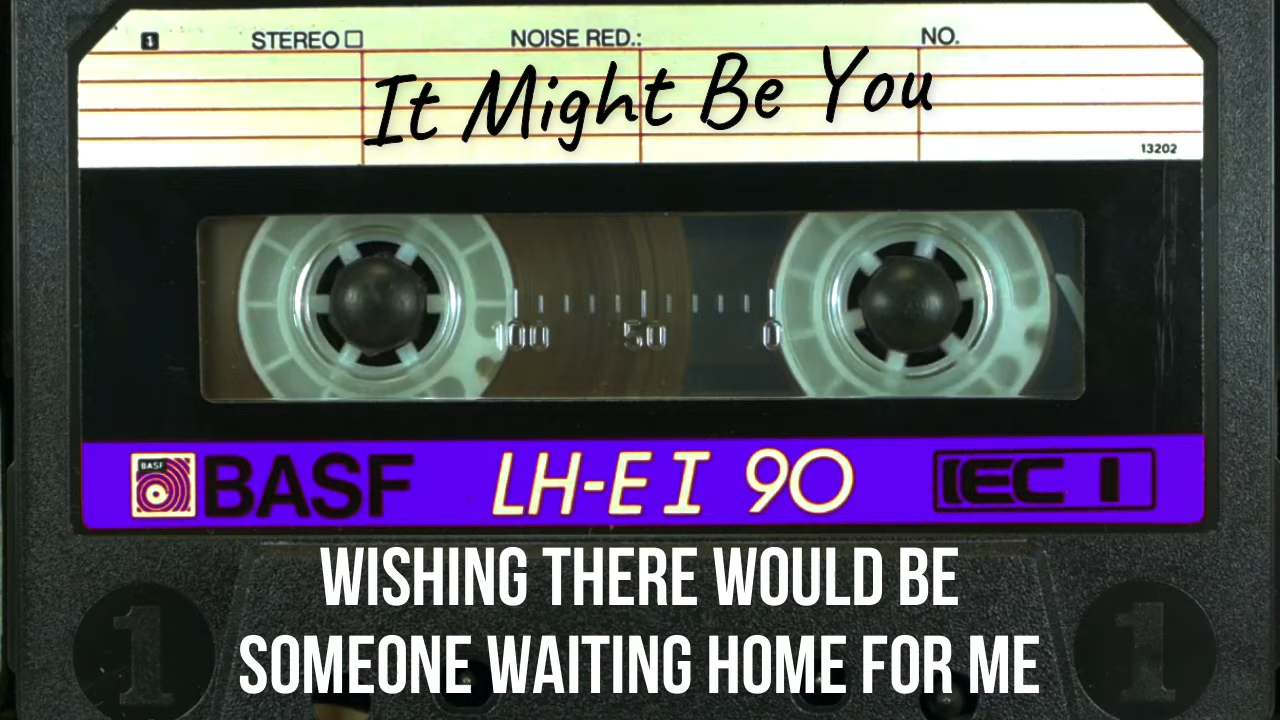 1 STEREO NOISE RED.: NO.
It Might Be You
13202
100 50 0
BASF BASF LH-E I 90 IEC I
WISHING THERE WOULD BE
SOMEONE WAITING HOME FOR ME
1 1